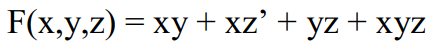 F(x,y,z) = xy + xz’ + yz + xyz